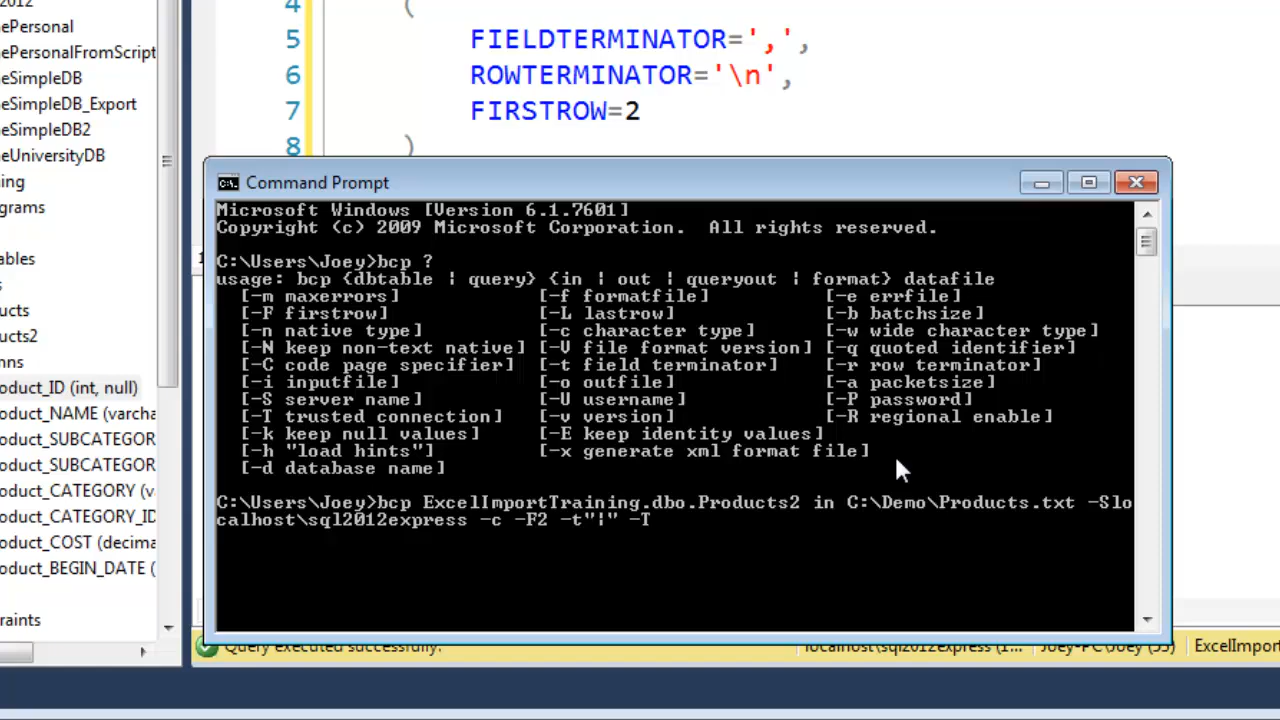 2012
ePersonal
ePersonalFromScript
eSimpleDB
eSimpleDB_Export
eSimpleDB2
eUniversityDB
ing
grams
ables
s
ucts
ucts2
nns
oduct_ID (int, null)
oduct_NAME (varcha
oduct_SUBCATEGOR
oduct_SUBCATEGOR
oduct_CATEGORY (v
oduct_CATEGORY_ID
oduct_COST (decima
oduct_BEGIN_DATE (
raints
4 (
5 FIELDTERMINATOR=',',
6 ROWTERMINATOR='\n',
7 FIRSTROW=2
8 )
Command Prompt
Microsoft Windows [Version 6.1.7601]
Copyright (c) 2009 Microsoft Corporation.  All rights reserved.
C:\Users\Joey>bcp ?
usage: bcp {dbtable | query} {in | out | queryout | format} datafile
[-m maxerrors] [-f formatfile] [-e errfile]
[-F firstrow] [-L lastrow] [-b batchsize]
[-n native type] [-c character type] [-w wide character type]
[-N keep non-text native] [-V file format version] [-q quoted identifier]
[-C code page specifier] [-t field terminator] [-r row terminator]
[-i inputfile] [-o outfile] [-a packetsize]
[-S server name] [-U username] [-P password]
[-T trusted connection] [-v version] [-R regional enable]
[-k keep null values] [-E keep identity values]
[-h "load hints"] [-x generate xml format file]
[-d database name]
C:\Users\Joey>bcp ExcelImportTraining.dbo.Products2 in C:\Demo\Products.txt -Slo
calhost\sql2012express -c -F2 -t"|" -T
Query executed successfully.
localhost\sql2012express (1... Joey-PC\Joey (55) ExcelImport